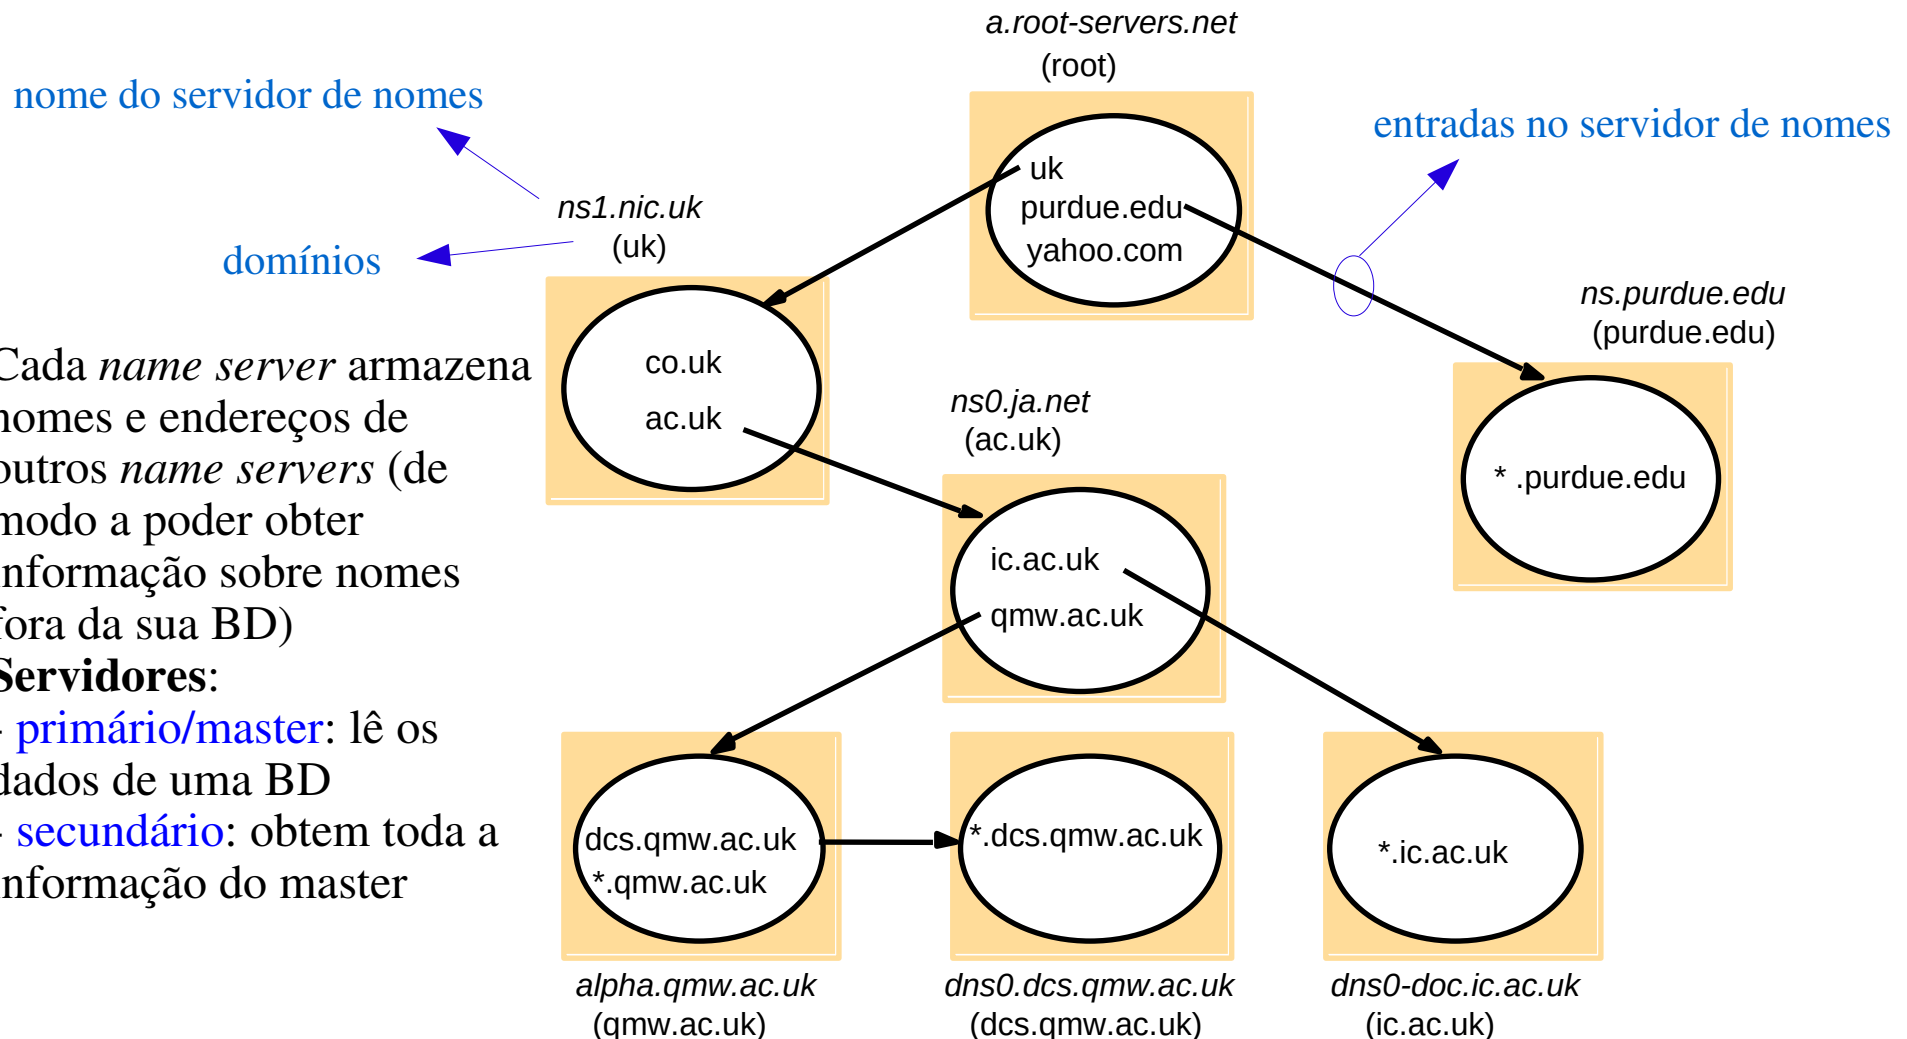 a.root-servers.net
(root)
nome do servidor de nomes
entradas no servidor de nomes
uk
purdue.edu
yahoo.com
ns1.nic.uk
(uk)
domínios
ns.purdue.edu
(purdue.edu)
co.uk
ac.uk
* .purdue.edu
Cada name server armazena
nomes e endereços de
outros name servers (de
modo a poder obter
informação sobre nomes
fora da sua BD)
Servidores:
- primário/master: lê os
dados de uma BD
- secundário: obtem toda a
informação do master
ns0.ja.net
(ac.uk)
ic.ac.uk
qmw.ac.uk
dcs.qmw.ac.uk
*.qmw.ac.uk
*.dcs.qmw.ac.uk
*.ic.ac.uk
alpha.qmw.ac.uk
(qmw.ac.uk)
dns0.dcs.qmw.ac.uk
(dcs.qmw.ac.uk)
dns0-doc.ic.ac.uk
(ic.ac.uk)